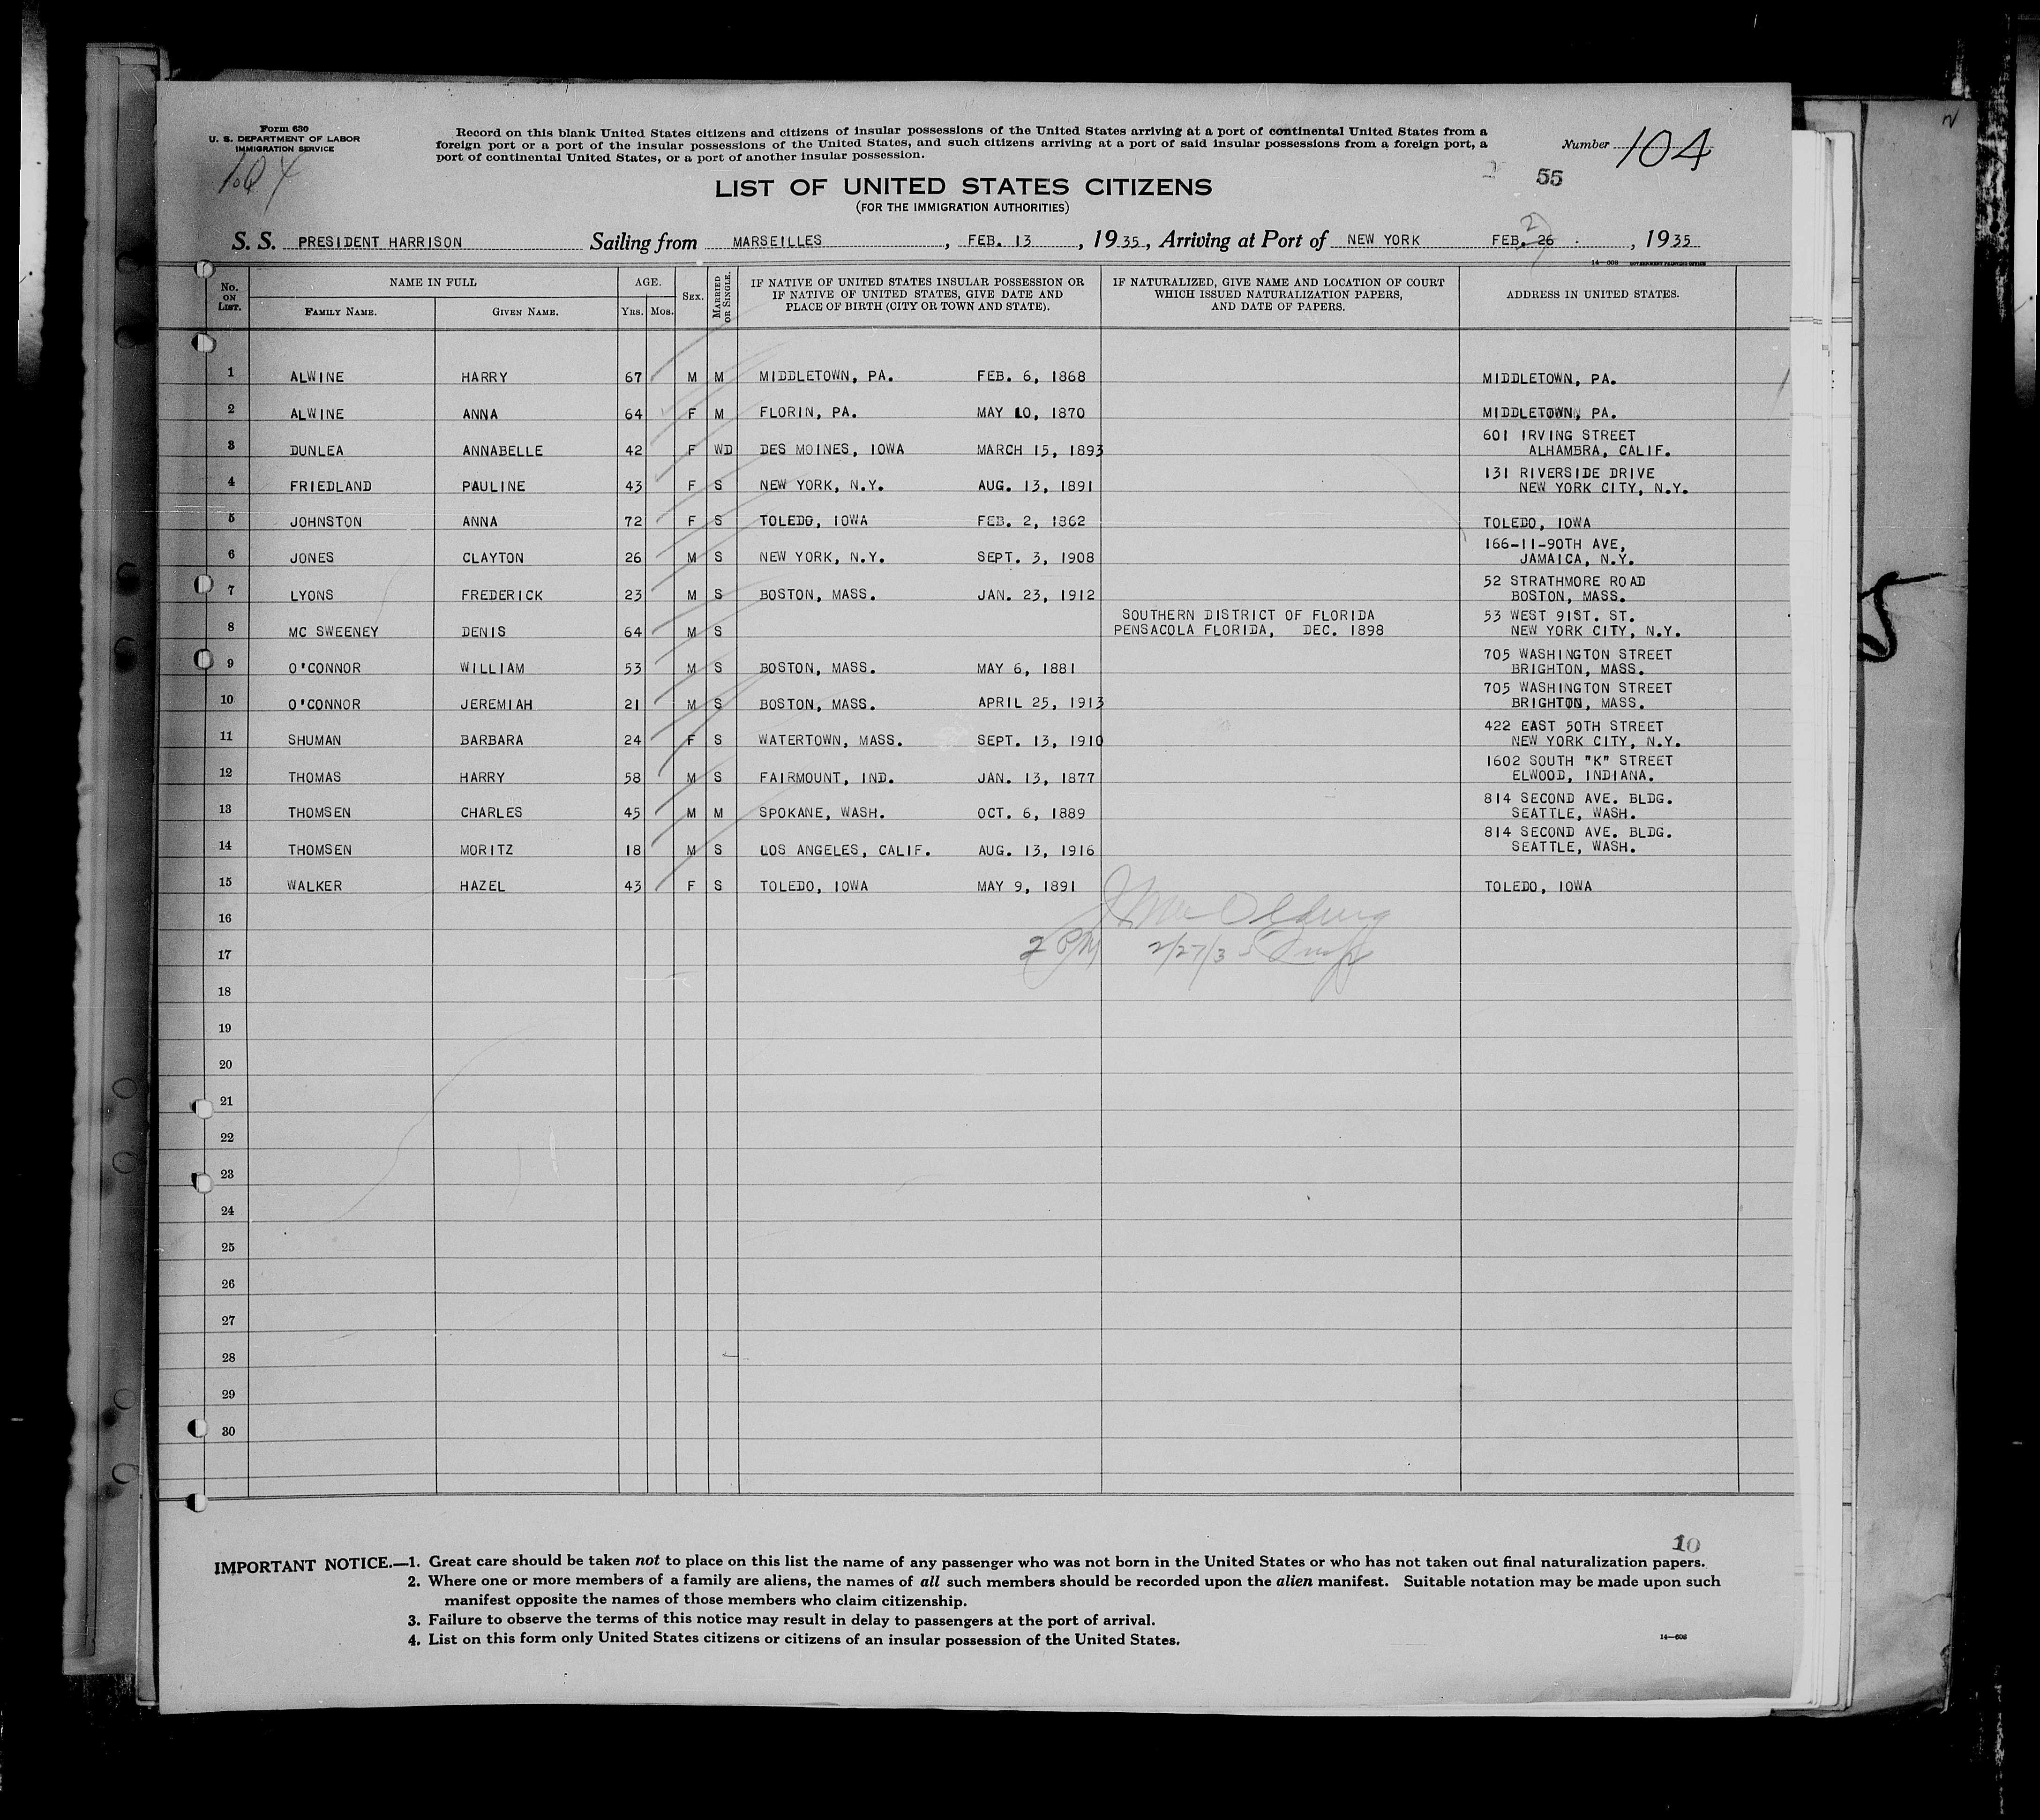 Form 630
U. S. DEPARTMENT OF LABOR
IMMIGRATION SERVICE
104
Record on this blank United States citizens and citizens of insular possessions of the United States arriving at a port of continental United States from a
foreign port or a port of the insular possessions of the United States, and such citizens arriving at a port of said insular possessions from a foreign port, a
port of continental United States, or a port of another insular possession.
Number 104
55
LIST OF UNITED STATES CITIZENS
(FOR THE IMMIGRATION AUTHORITIES)
S. S. PRESIDENT HARRISON Sailing from MARSEILLES , FEB. 13 , 1935, Arriving at Port of NEW YORK FEB. 26 27 , 1935
No. ON LIST. NAME IN FULL AGE. SEX. MARRIED OR SINGLE. IF NATIVE OF UNITED STATES INSULAR POSSESSION OR IF NATIVE OF UNITED STATES, GIVE DATE AND PLACE OF BIRTH (CITY OR TOWN AND STATE). IF NATURALIZED, GIVE NAME AND LOCATION OF COURT WHICH ISSUED NATURALIZATION PAPERS, AND DATE OF PAPERS. ADDRESS IN UNITED STATES.
FAMILY NAME. GIVEN NAME. YRS. MOS.
1 ALWINE HARRY 67 M M MIDDLETOWN, PA. FEB. 6, 1868 MIDDLETOWN, PA.
2 ALWINE ANNA 64 F M FLORIN, PA. MAY 10, 1870 MIDDLETOWN, PA.
3 DUNLEA ANNABELLE 42 F WD DES MOINES, IOWA MARCH 15, 1893 601 IRVING STREET ALHAMBRA, CALIF.
4 FRIEDLAND PAULINE 43 F S NEW YORK, N.Y. AUG. 13, 1891 131 RIVERSIDE DRIVE NEW YORK CITY, N.Y.
5 JOHNSTON ANNA 72 F S TOLEDO, IOWA FEB. 2, 1862 TOLEDO, IOWA
6 JONES CLAYTON 26 M S NEW YORK, N.Y. SEPT. 3, 1908 166-11-90TH AVE, JAMAICA, N.Y.
7 LYONS FREDERICK 23 M S BOSTON, MASS. JAN. 23, 1912 52 STRATHMORE ROAD BOSTON, MASS.
8 MC SWEENEY DENIS 64 M S SOUTHERN DISTRICT OF FLORIDA PENSACOLA FLORIDA, DEC. 1898 53 WEST 91ST. ST. NEW YORK CITY, N.Y.
9 O'CONNOR WILLIAM 53 M S BOSTON, MASS. MAY 6, 1881 705 WASHINGTON STREET BRIGHTON, MASS.
10 O'CONNOR JEREMIAH 21 M S BOSTON, MASS. APRIL 25, 1913 705 WASHINGTON STREET BRIGHTON, MASS.
11 SHUMAN BARBARA 24 F S WATERTOWN, MASS. SEPT. 13, 1910 422 EAST 50TH STREET NEW YORK CITY, N.Y.
12 THOMAS HARRY 58 M S FAIRMOUNT, IND. JAN. 13, 1877 1602 SOUTH "K" STREET ELWOOD, INDIANA.
13 THOMSEN CHARLES 45 M M SPOKANE, WASH. OCT. 6, 1889 814 SECOND AVE. BLDG. SEATTLE, WASH.
14 THOMSEN MORITZ 18 M S LOS ANGELES, CALIF. AUG. 13, 1916 814 SECOND AVE. BLDG. SEATTLE, WASH.
15 WALKER HAZEL 43 F S TOLEDO, IOWA MAY 9, 1891 TOLEDO, IOWA
16
17 2 PM 2/27/35
18
19
20
21
22
23
24
25
26
27
28
29
30
10
IMPORTANT NOTICE.—1. Great care should be taken not to place on this list the name of any passenger who was not born in the United States or who has not taken out final naturalization papers.
2. Where one or more members of a family are aliens, the names of all such members should be recorded upon the alien manifest. Suitable notation may be made upon such
manifest opposite the names of those members who claim citizenship.
3. Failure to observe the terms of this notice may result in delay to passengers at the port of arrival.
4. List on this form only United States citizens or citizens of an insular possession of the United States.
14—608